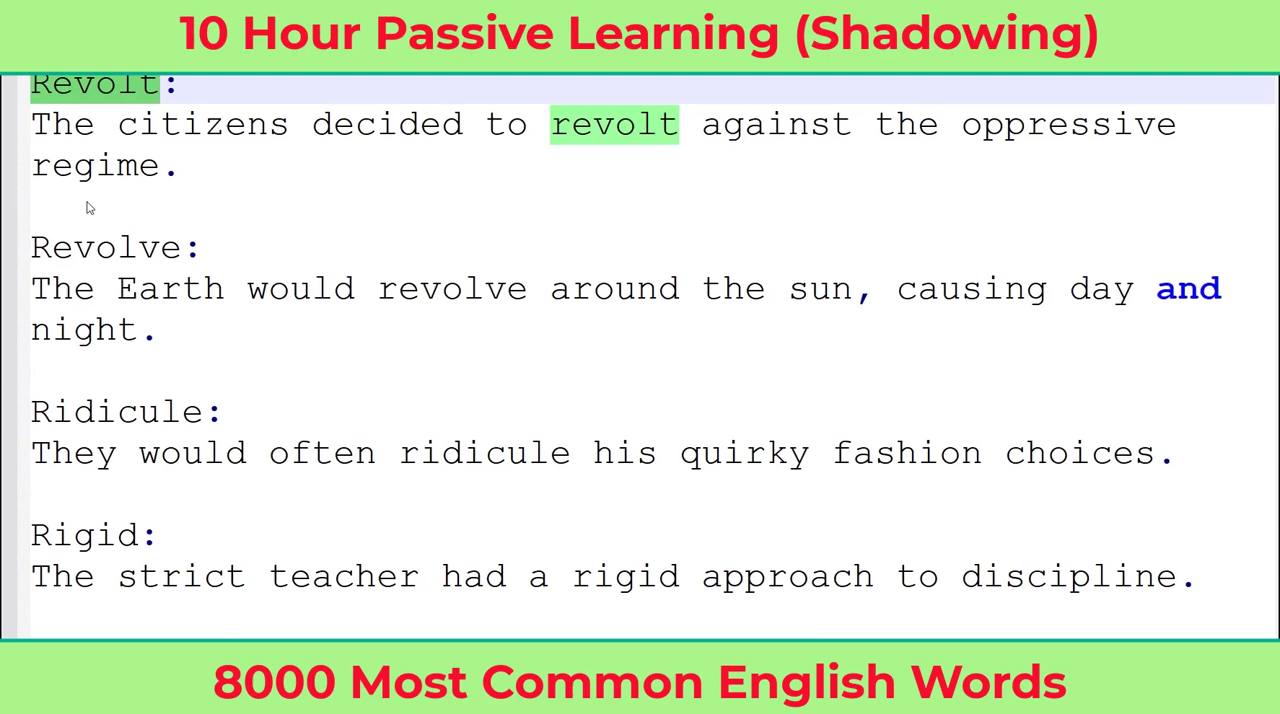 10 Hour Passive Learning (Shadowing)
Revolt:
The citizens decided to revolt against the oppressive
regime.
Revolve:
The Earth would revolve around the sun, causing day and
night.
Ridicule:
They would often ridicule his quirky fashion choices.
Rigid:
The strict teacher had a rigid approach to discipline.
8000 Most Common English Words